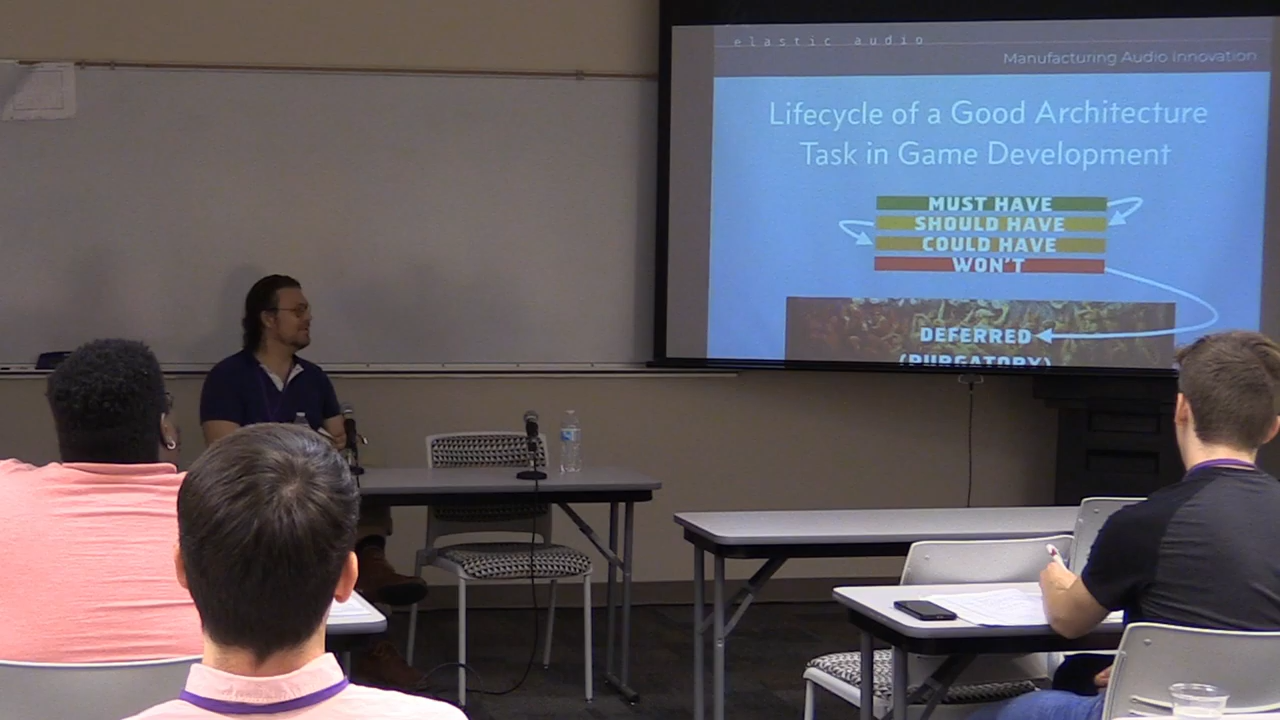 elastic audio
Manufacturing Audio Innovation
Lifecycle of a Good Architecture
Task in Game Development
MUST HAVE
SHOULD HAVE
COULD HAVE
WON'T
DEFERRED
(PURGATORY)